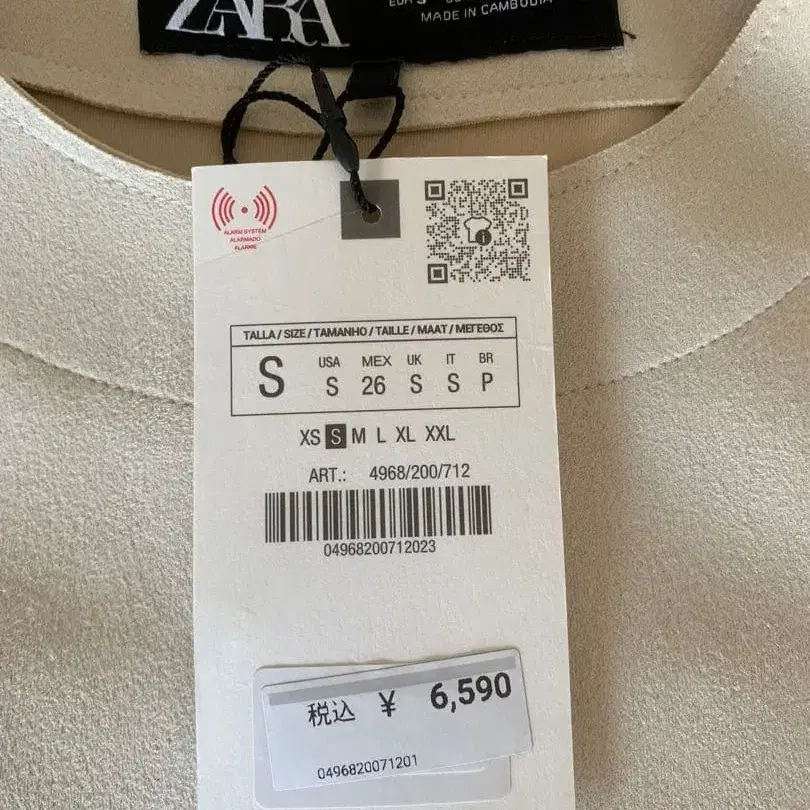 ZARA
MADE IN CAMBODIA
ALARM SYSTEM
ALARMADO
ALARME
TALLA / SIZE / TAMANHO / TAILLE / MAAT / ΜΕΓΕΘΟΣ
S
USA MEX UK IT BR
S 26 S S P
XS S M L XL XXL
ART.: 4968/200/712
04968200712023
税込 ¥ 6,590
0496820071201